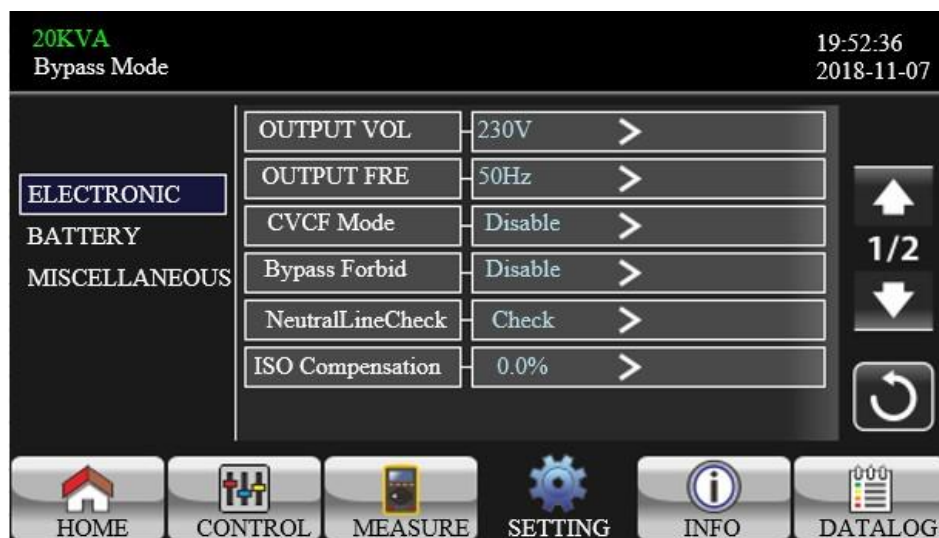 20KVA
Bypass Mode
19:52:36
2018-11-07
ELECTRONIC
BATTERY
MISCELLANEOUS
OUTPUT VOL 230V
OUTPUT FRE 50Hz
CVCF Mode Disable
Bypass Forbid Disable
NeutralLineCheck Check
ISO Compensation 0.0%
1/2
HOME CONTROL MEASURE SETTING INFO DATALOG